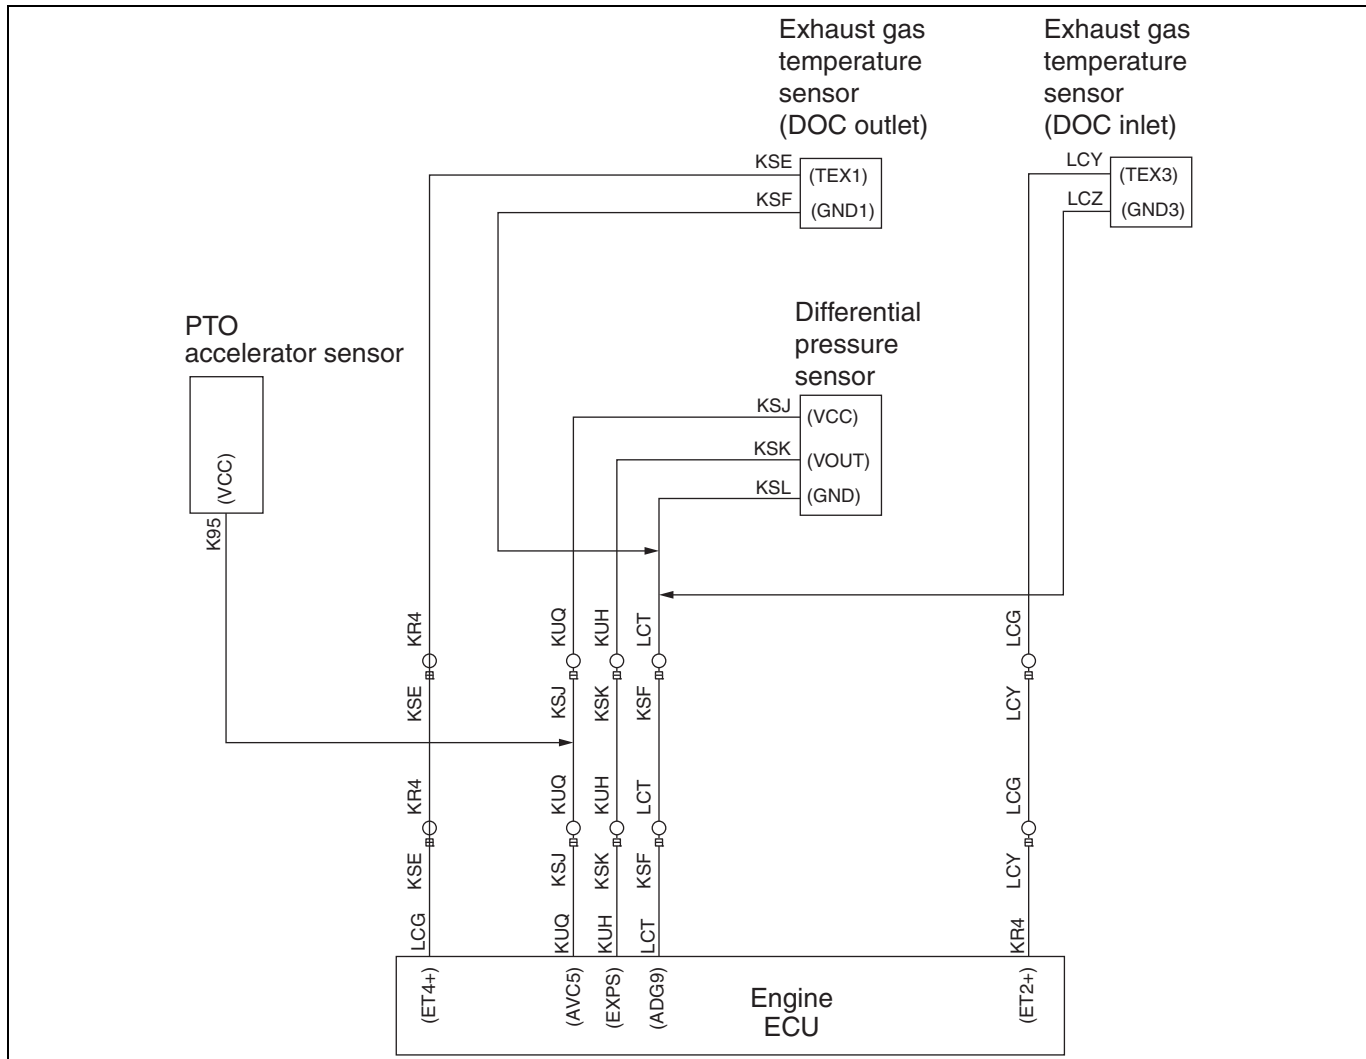 Exhaust gas
temperature
sensor
(DOC outlet)
Exhaust gas
temperature
sensor
(DOC inlet)
KSE
(TEX1)
KSF
(GND1)
LCY
(TEX3)
LCZ
(GND3)
PTO
accelerator sensor
(VCC)
K95
Differential
pressure
sensor
KSJ
(VCC)
KSK
(VOUT)
KSL
(GND)
KR4
KUQ
KUH
LCT
LCG
KSE
KSJ
KSK
KSF
LCY
KR4
KUQ
KUH
LCT
LCG
KSE
KSJ
KSK
KSF
LCY
LCG
KUQ
KUH
LCT
KR4
(ET4+)
(AVC5)
(EXPS)
(ADG9)
(ET2+)
Engine
ECU